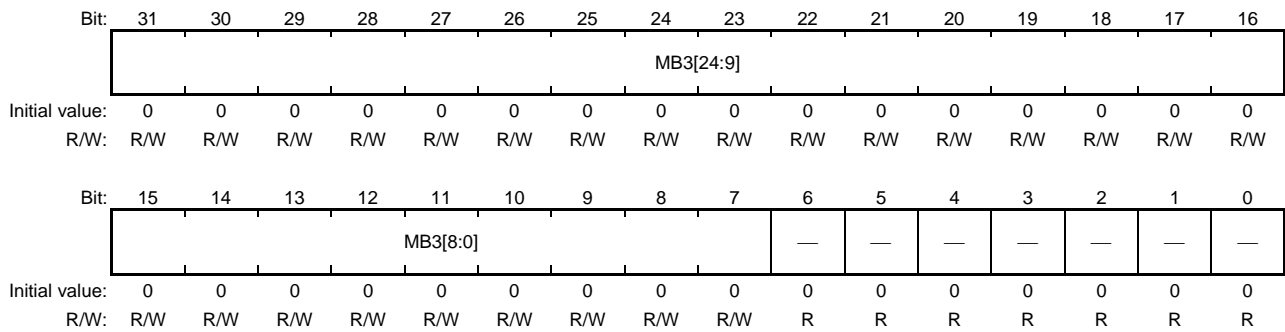 Bit: 31 30 29 28 27 26 25 24 23 22 21 20 19 18 17 16
MB3[24:9]
Initial value: 0 0 0 0 0 0 0 0 0 0 0 0 0 0 0 0
R/W: R/W R/W R/W R/W R/W R/W R/W R/W R/W R/W R/W R/W R/W R/W R/W R/W
Bit: 15 14 13 12 11 10 9 8 7 6 5 4 3 2 1 0
MB3[8:0] — — — — — — —
Initial value: 0 0 0 0 0 0 0 0 0 0 0 0 0 0 0 0
R/W: R/W R/W R/W R/W R/W R/W R/W R/W R/W R R R R R R R